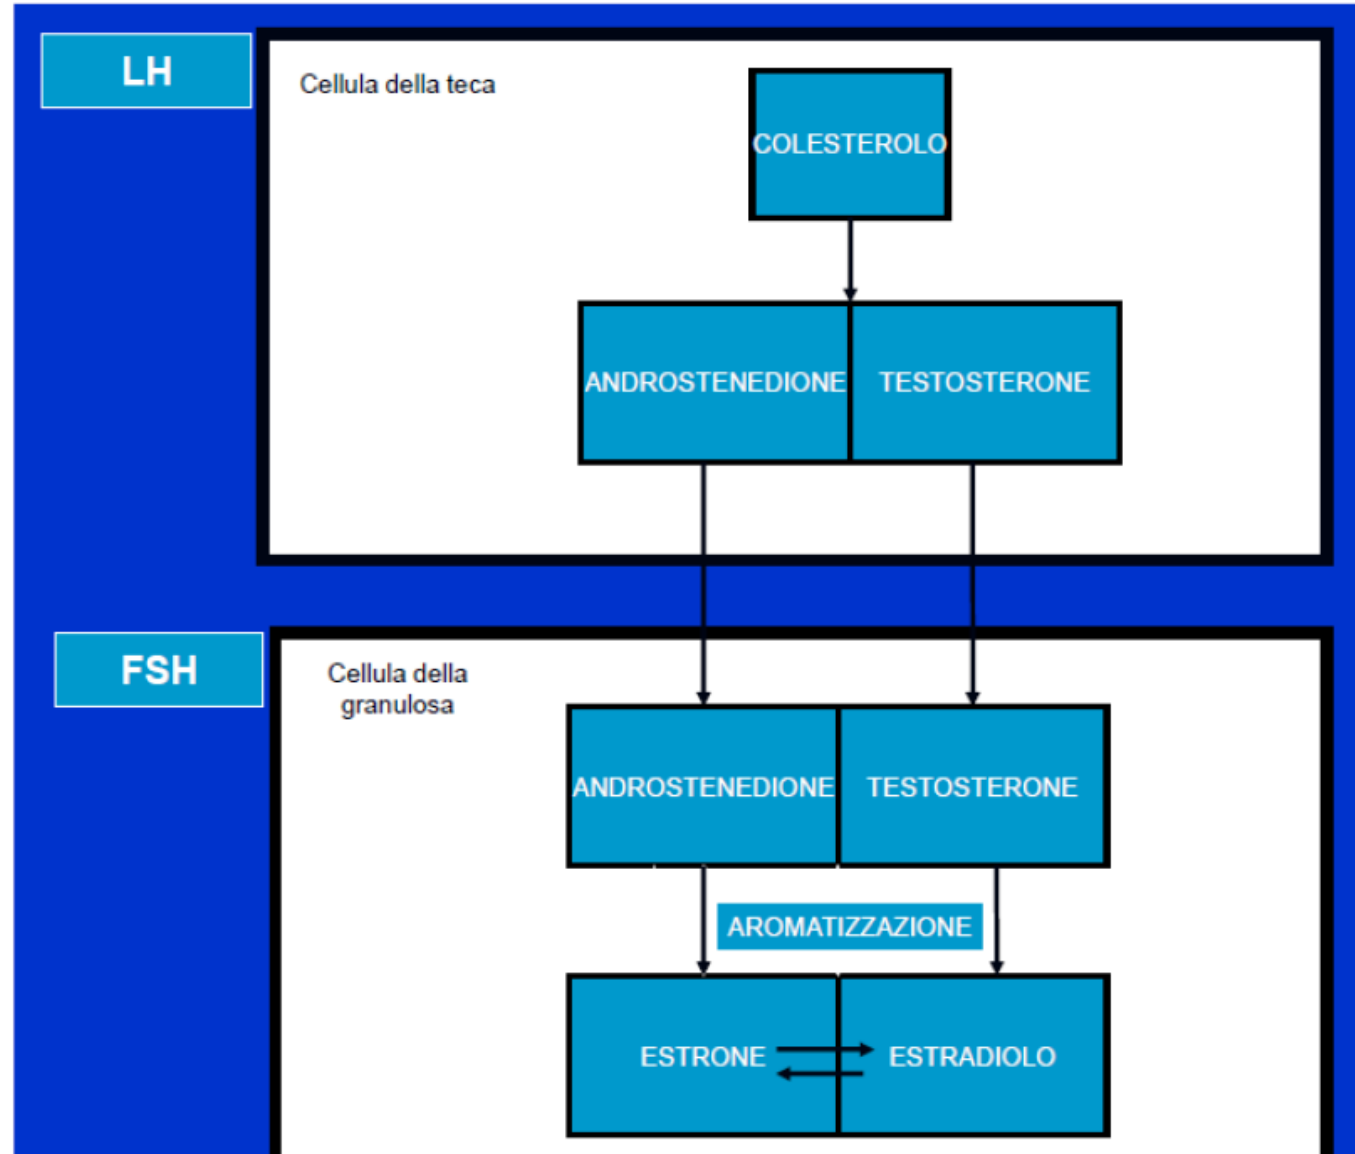 LH
Cellula della teca
COLESTEROLO
ANDROSTENEDIONE
TESTOSTERONE
FSH
Cellula della
granulosa
ANDROSTENEDIONE
TESTOSTERONE
AROMATIZZAZIONE
ESTRONE
ESTRADIOLO